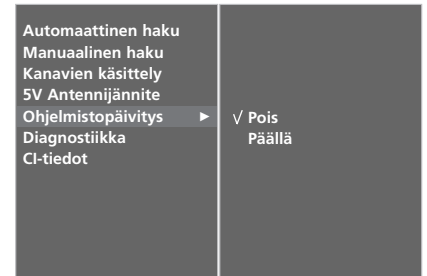 Automaattinen haku
Manuaalinen haku
Kanavien käsittely
5V Antennijännite
Ohjelmistopäivitys ►
Diagnostiikka
CI-tiedot
√ Pois
Päällä